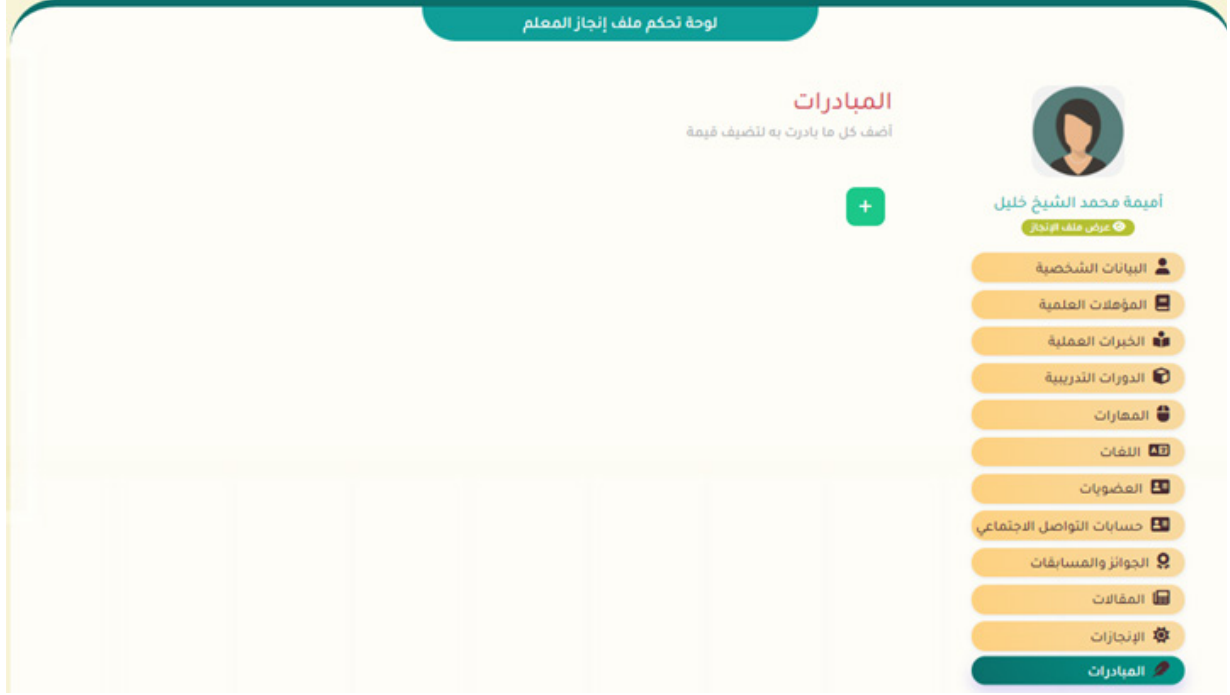 لوحة تحكم ملف إنجاز المعلم
المبادرات
أضف كل ما بادرت به لتضيف قيمة
+
أميمة محمد الشيخ خليل
عرض ملف الإنجاز
البيانات الشخصية
المؤهلات العلمية
الخبرات العملية
الدورات التدريبية
المهارات
اللغات
العضويات
حسابات التواصل الاجتماعي
الجوائز والمسابقات
المقالات
الإنجازات
المبادرات